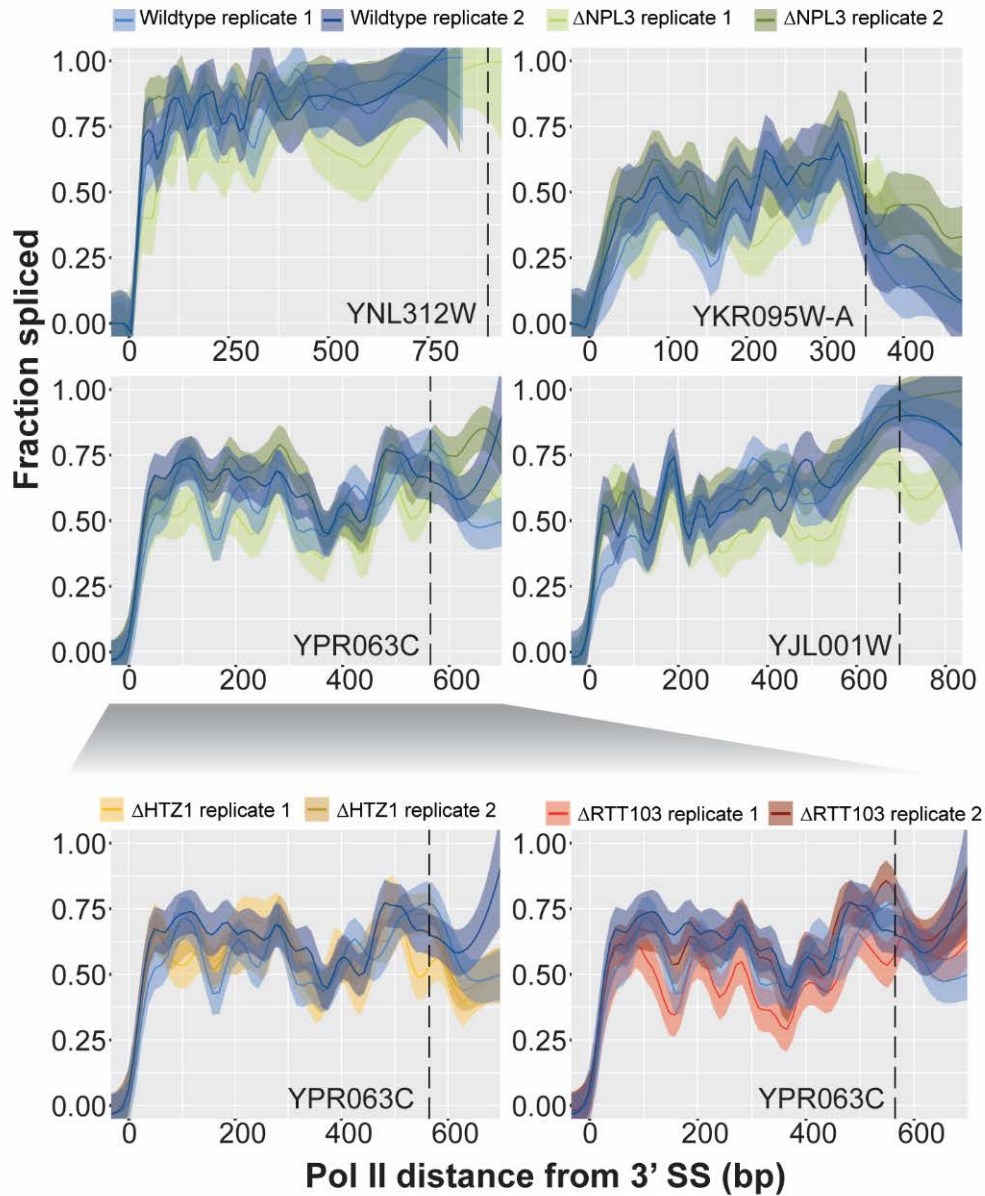 Wildtype replicate 1 Wildtype replicate 2 ΔNPL3 replicate 1 ΔNPL3 replicate 2
Fraction spliced
1.00
0.75
0.50
0.25
0.00
YNL312W
0 250 500 750
1.00
0.75
0.50
0.25
0.00
YKR095W-A
0 100 200 300 400
1.00
0.75
0.50
0.25
0.00
YPR063C
0 200 400 600
1.00
0.75
0.50
0.25
0.00
YJL001W
0 200 400 600 800
ΔHTZ1 replicate 1 ΔHTZ1 replicate 2
1.00
0.75
0.50
0.25
0.00
YPR063C
0 200 400 600
ΔRTT103 replicate 1 ΔRTT103 replicate 2
1.00
0.75
0.50
0.25
0.00
YPR063C
0 200 400 600
Pol II distance from 3' SS (bp)